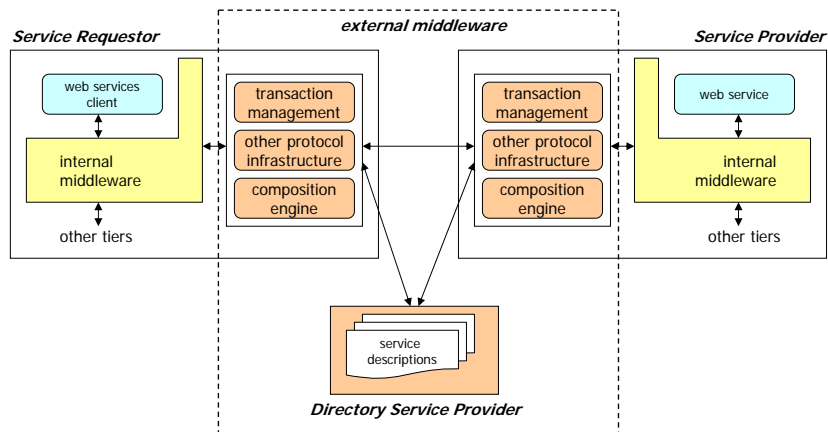 external middleware
Service Requestor
Service Provider
web services
client
internal
middleware
other tiers
transaction
management
other protocol
infrastructure
composition
engine
transaction
management
other protocol
infrastructure
composition
engine
web service
internal
middleware
other tiers
service
descriptions
Directory Service Provider